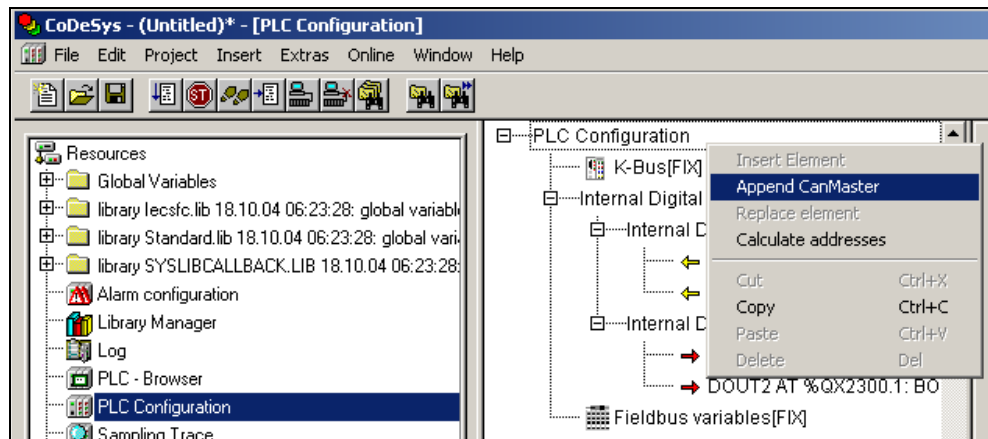 CoDeSys - (Untitled)* - [PLC Configuration]
File Edit Project Insert Extras Online Window Help
Resources
Global Variables
library Iecsfc.lib 18.10.04 06:23:28: global variabl
library Standard.lib 18.10.04 06:23:28: global vari
library SYSLIBCALLBACK.LIB 18.10.04 06:23:28:
Alarm configuration
Library Manager
Log
PLC - Browser
PLC Configuration
Sampling Trace
PLC Configuration
K-Bus[FIX]
Internal Digital
Internal D
Internal D
DOUT2 AT %QX2300.1: BO
Fieldbus variables[FIX]
Insert Element
Append CanMaster
Replace element
Calculate addresses
Cut Ctrl+X
Copy Ctrl+C
Paste Ctrl+V
Delete Del